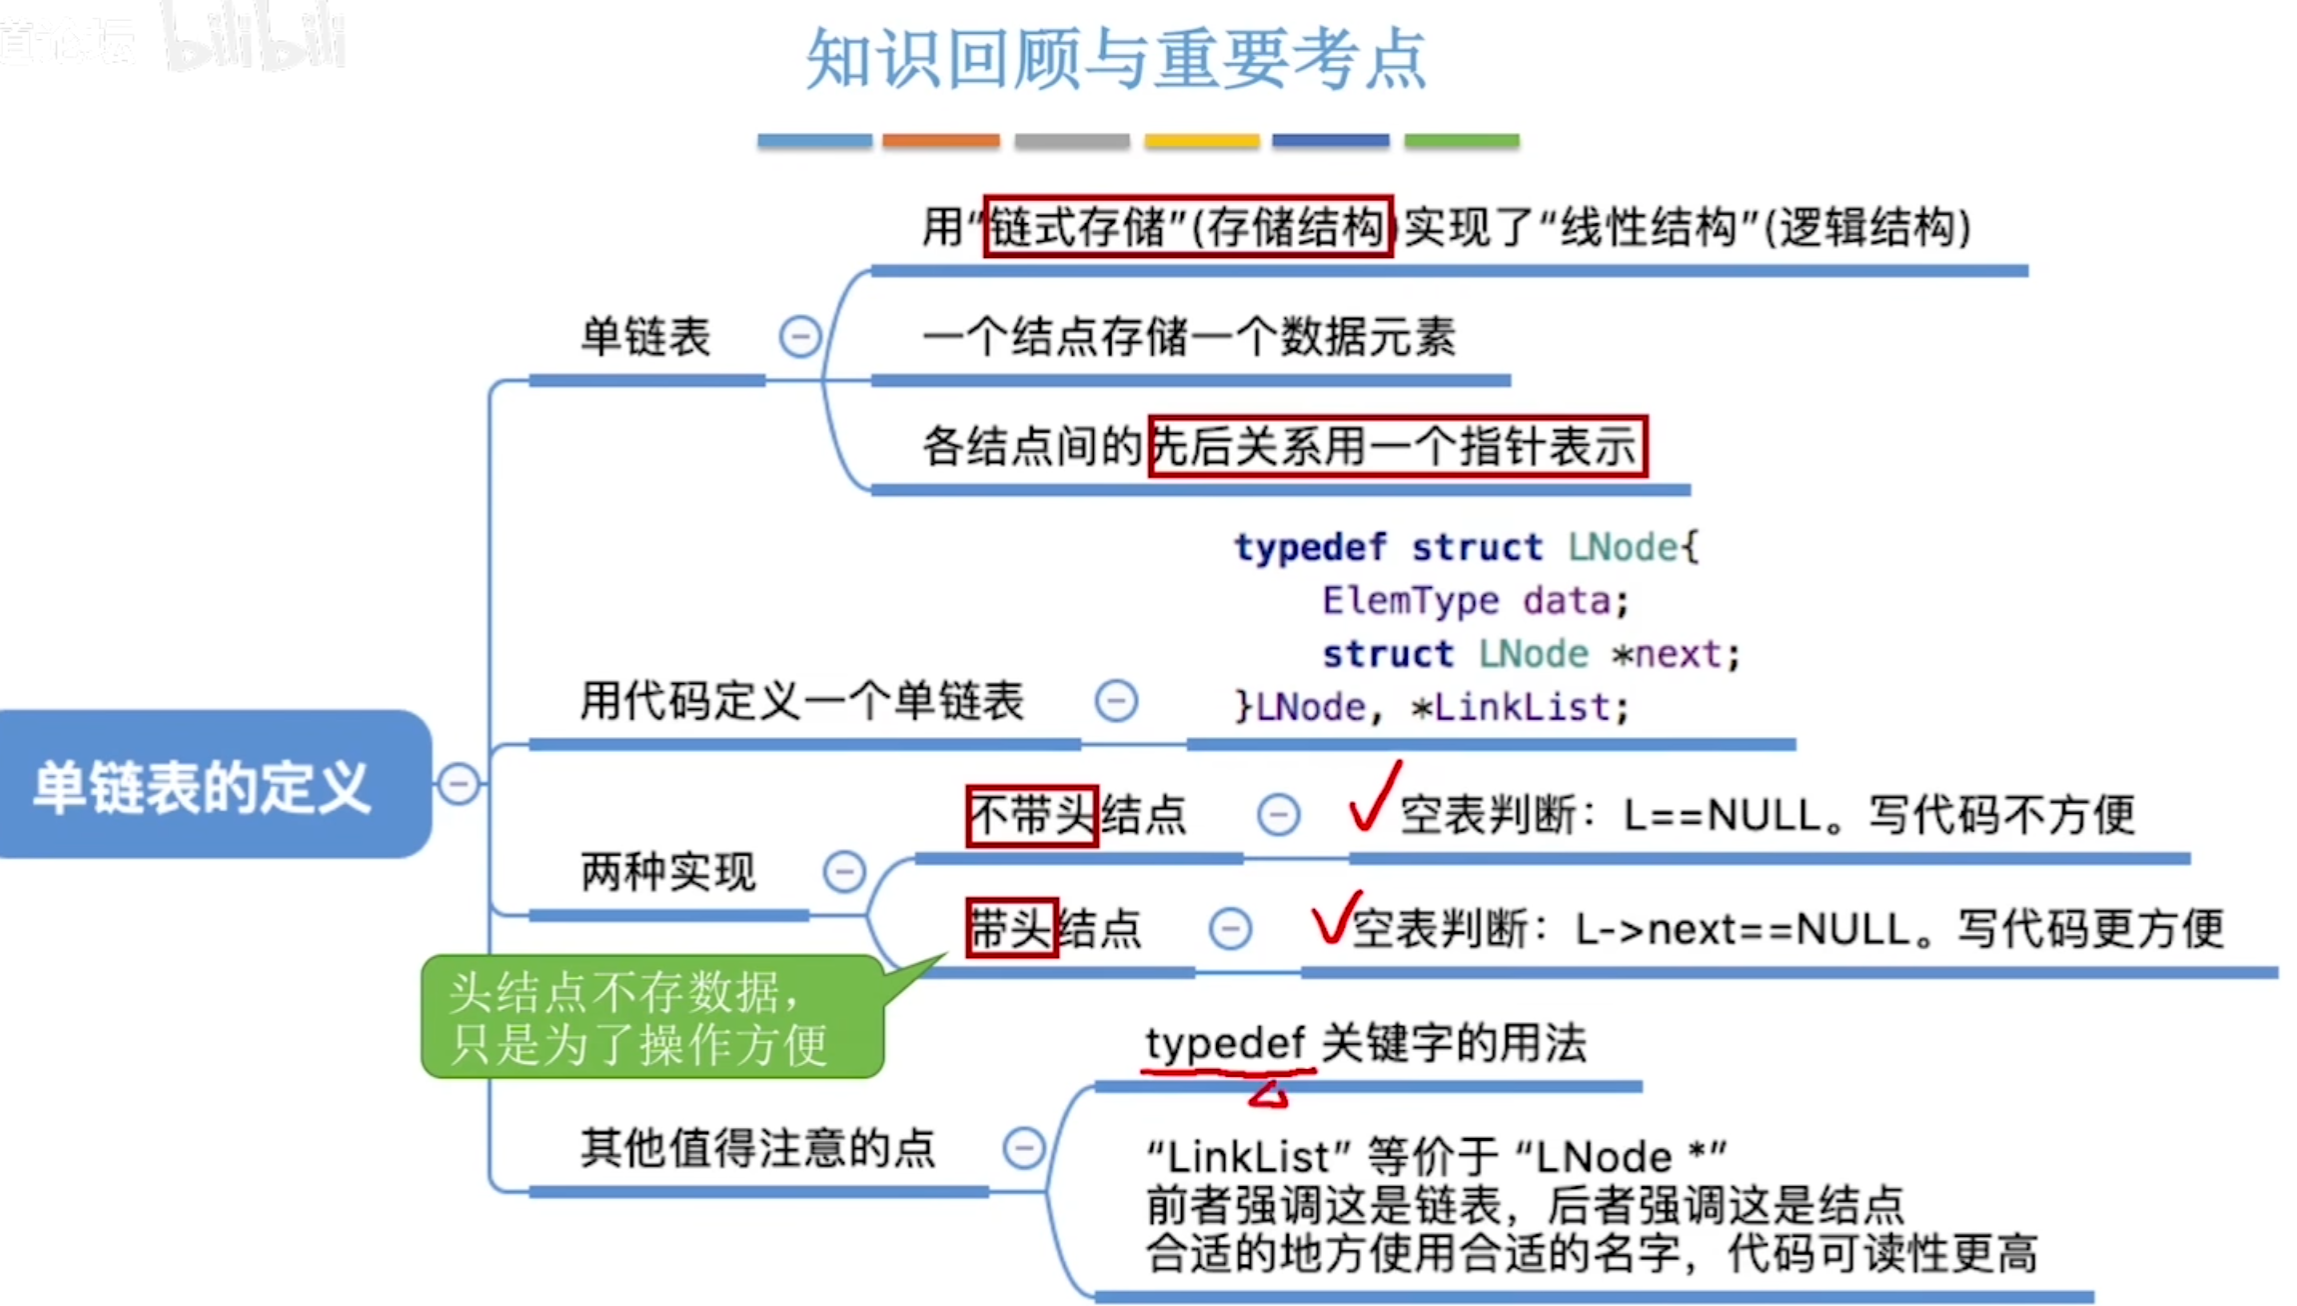 论坛 bilibili
知识回顾与重要考点
用“链式存储”(存储结构)实现了“线性结构”(逻辑结构)
单链表
一个结点存储一个数据元素
各结点间的先后关系用一个指针表示
typedef struct LNode{
ElemType data;
struct LNode *next;
}LNode, *LinkList;
用代码定义一个单链表
单链表的定义
不带头结点
空表判断：L==NULL。写代码不方便
两种实现
带头结点
空表判断：L->next==NULL。写代码更方便
头结点不存数据，
只是为了操作方便
typedef 关键字的用法
其他值得注意的点
“LinkList” 等价于 “LNode *”
前者强调这是链表，后者强调这是结点
合适的地方使用合适的名字，代码可读性更高